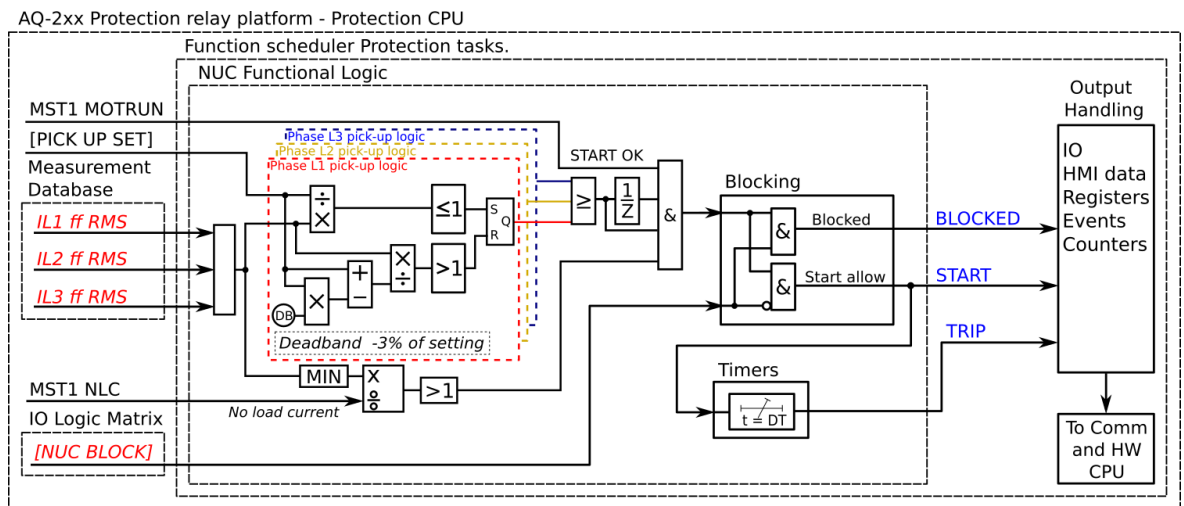 AQ-2xx Protection relay platform - Protection CPU
Function scheduler Protection tasks.
NUC Functional Logic
MST1 MOTRUN
[PICK UP SET]
Measurement
Database
IL1 ff RMS
IL2 ff RMS
IL3 ff RMS
MST1 NLC
IO Logic Matrix
[NUC BLOCK]
Phase L3 pick-up logic
Phase L2 pick-up logic
Phase L1 pick-up logic
÷
×
≤1
S
Q
R
×
÷
>1
+
−
×
DB
Deadband -3% of setting
MIN
X
÷
>1
No load current
START OK
≥
1
Z
&
Blocking
&
Blocked
&
Start allow
Timers
t = DT
BLOCKED
START
TRIP
Output
Handling
IO
HMI data
Registers
Events
Counters
To Comm
and HW
CPU